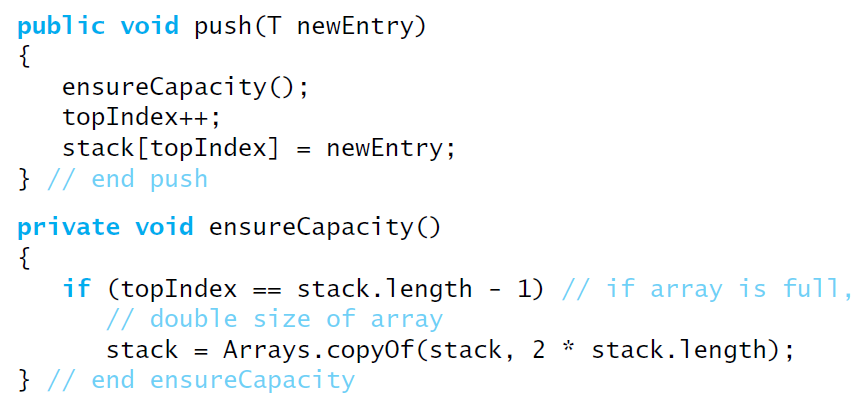 public void push(T newEntry)
{
   ensureCapacity();
   topIndex++;
   stack[topIndex] = newEntry;
} // end push
private void ensureCapacity()
{
   if (topIndex == stack.length - 1) // if array is full,
      // double size of array
      stack = Arrays.copyOf(stack, 2 * stack.length);
} // end ensureCapacity